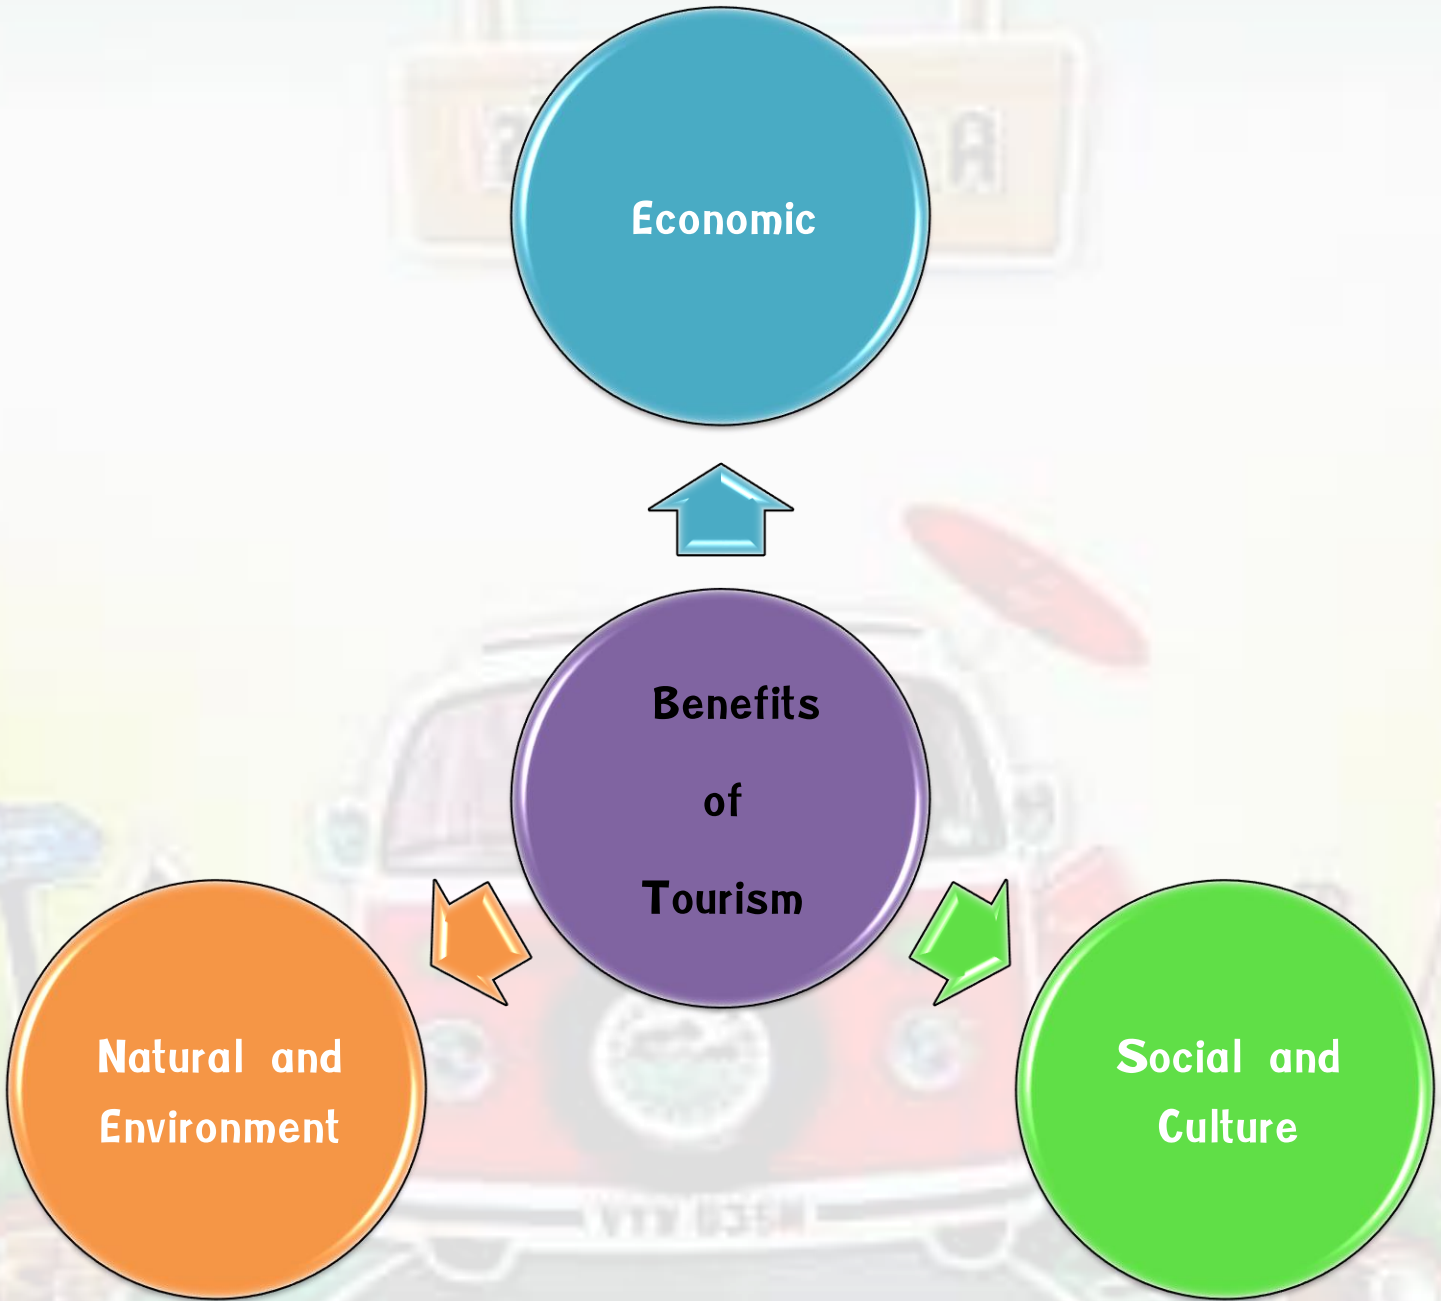 Economic
Benefits
of
Tourism
Natural and
Environment
Social and
Culture